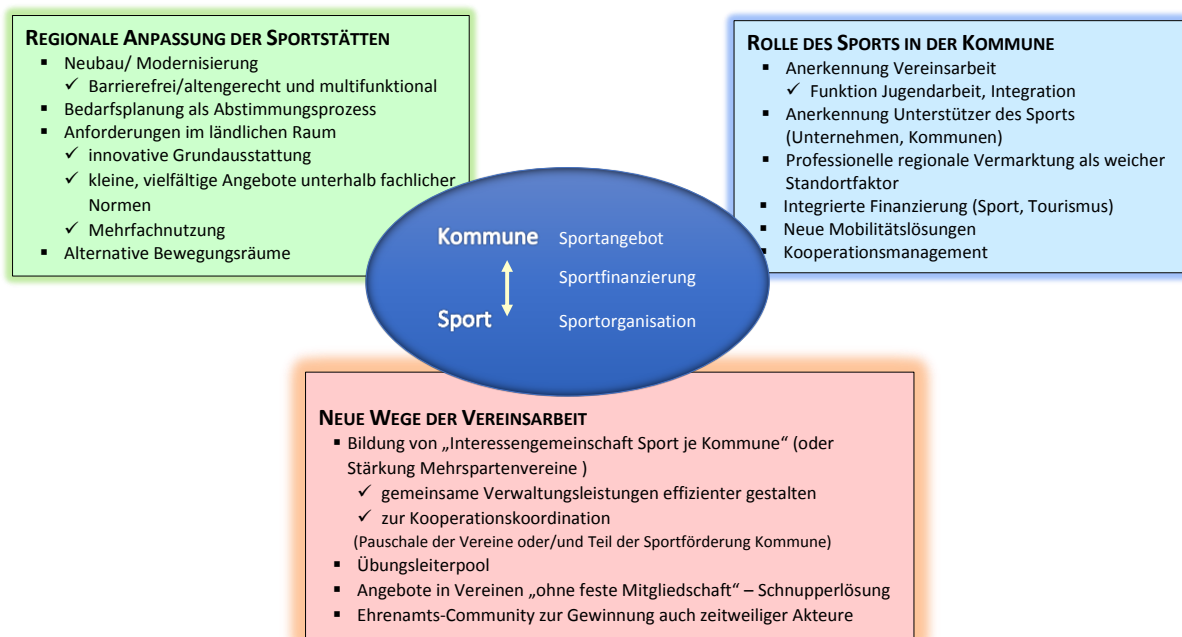 REGIONALE ANPASSUNG DER SPORTSTÄTTEN
▪ Neubau/ Modernisierung
✓ Barrierefrei/altengerecht und multifunktional
▪ Bedarfsplanung als Abstimmungsprozess
▪ Anforderungen im ländlichen Raum
✓ innovative Grundausstattung
✓ kleine, vielfältige Angebote unterhalb fachlicher
Normen
✓ Mehrfachnutzung
▪ Alternative Bewegungsräume
ROLLE DES SPORTS IN DER KOMMUNE
▪ Anerkennung Vereinsarbeit
✓ Funktion Jugendarbeit, Integration
▪ Anerkennung Unterstützer des Sports
(Unternehmen, Kommunen)
▪ Professionelle regionale Vermarktung als weicher
Standortfaktor
▪ Integrierte Finanzierung (Sport, Tourismus)
▪ Neue Mobilitätslösungen
▪ Kooperationsmanagement
Kommune Sportangebot
Sportfinanzierung
Sport Sportorganisation
NEUE WEGE DER VEREINSARBEIT
▪ Bildung von „Interessengemeinschaft Sport je Kommune“ (oder
Stärkung Mehrspartenvereine )
✓ gemeinsame Verwaltungsleistungen effizienter gestalten
✓ zur Kooperationskoordination
(Pauschale der Vereine oder/und Teil der Sportförderung Kommune)
▪ Übungsleiterpool
▪ Angebote in Vereinen „ohne feste Mitgliedschaft“ – Schnupperlösung
▪ Ehrenamts-Community zur Gewinnung auch zeitweiliger Akteure